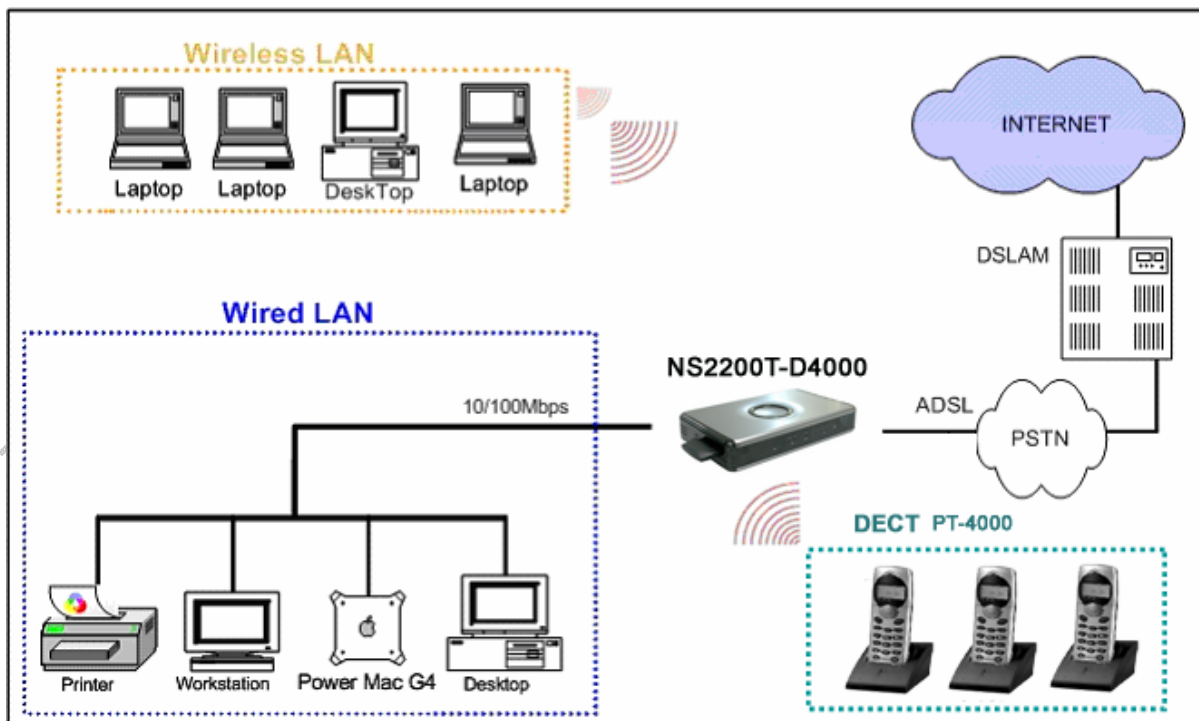 Wireless LAN
Laptop
Laptop
DeskTop
Laptop
INTERNET
DSLAM
Wired LAN
NS2200T-D4000
10/100Mbps
ADSL
PSTN
DECT PT-4000
Printer
Workstation
Power Mac G4
Desktop